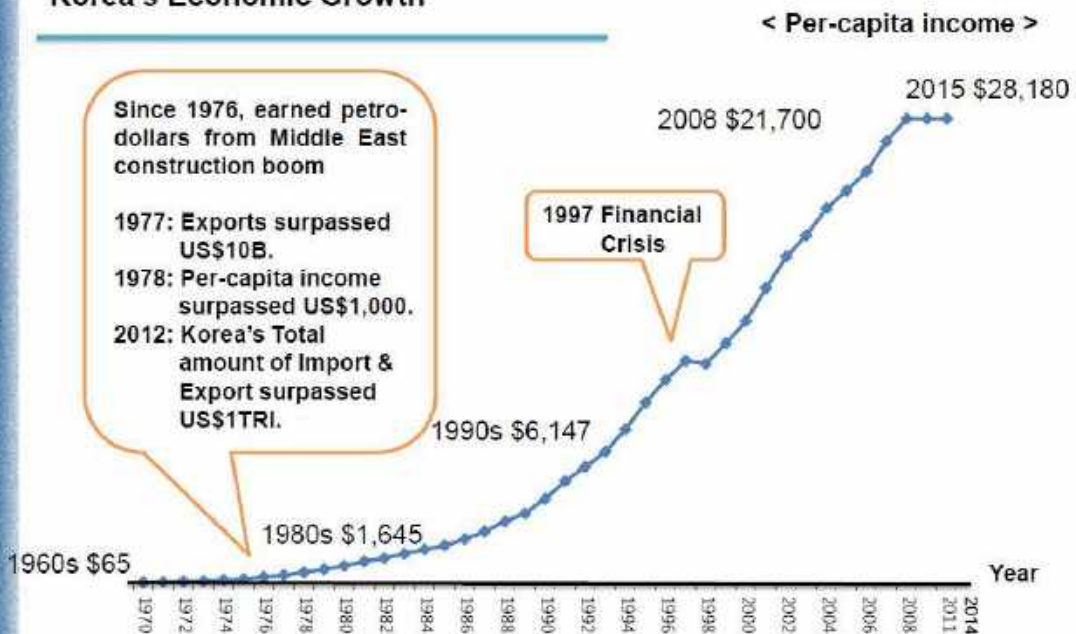 Korea's Economic Growth
< Per-capita income >
2015 $28,180
2008 $21,700
Since 1976, earned petro-
dollars from Middle East
construction boom
1977: Exports surpassed
US$10B.
1978: Per-capita income
surpassed US$1,000.
2012: Korea's Total
amount of Import &
Export surpassed
US$1TRI.
1997 Financial
Crisis
1990s $6,147
1980s $1,645
1960s $65
Year
1970
1972
1974
1976
1978
1980
1982
1984
1986
1988
1990
1992
1994
1996
1998
2000
2002
2004
2006
2008
2011
2014